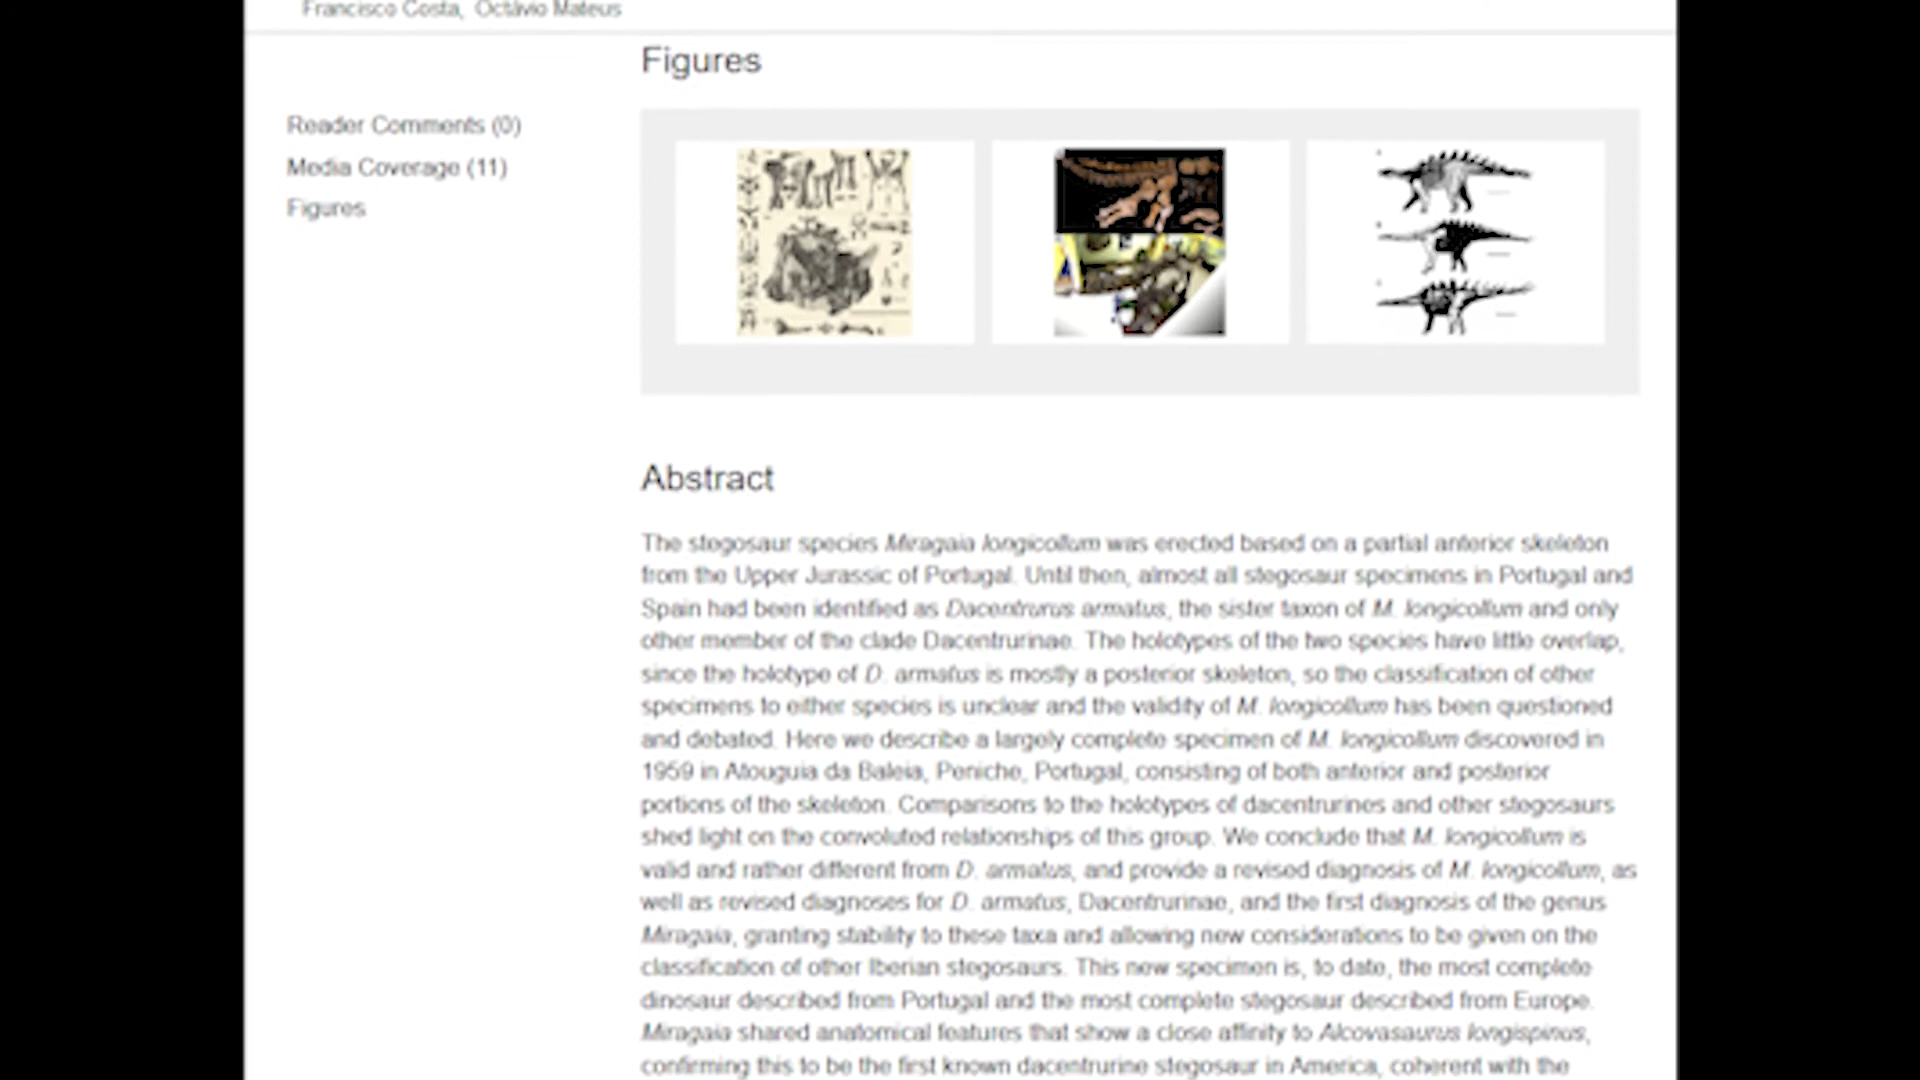 Francisco Costa, Octávio Mateus
Figures
Reader Comments (0)
Media Coverage (11)
Figures
Abstract
The stegosaur species Miragaia longicollum was erected based on a partial anterior skeleton
from the Upper Jurassic of Portugal. Until then, almost all stegosaur specimens in Portugal and
Spain had been identified as Dacentrurus armatus, the sister taxon of M. longicollum and only
other member of the clade Dacentrurinae. The holotypes of the two species have little overlap,
since the holotype of D. armatus is mostly a posterior skeleton, so the classification of other
specimens to either species is unclear and the validity of M. longicollum has been questioned
and debated. Here we describe a largely complete specimen of M. longicollum discovered in
1959 in Atouguia da Baleia, Peniche, Portugal, consisting of both anterior and posterior
portions of the skeleton. Comparisons to the holotypes of dacentrurines and other stegosaurs
shed light on the convoluted relationships of this group. We conclude that M. longicollum is
valid and rather different from D. armatus, and provide a revised diagnosis of M. longicollum, as
well as revised diagnoses for D. armatus, Dacentrurinae, and the first diagnosis of the genus
Miragaia, granting stability to these taxa and allowing new considerations to be given on the
classification of other Iberian stegosaurs. This new specimen is, to date, the most complete
dinosaur described from Portugal and the most complete stegosaur described from Europe.
Miragaia shared anatomical features that show a close affinity to Alcovasaurus longispinus,
confirming this to be the first known dacentrurine stegosaur in America, coherent with the